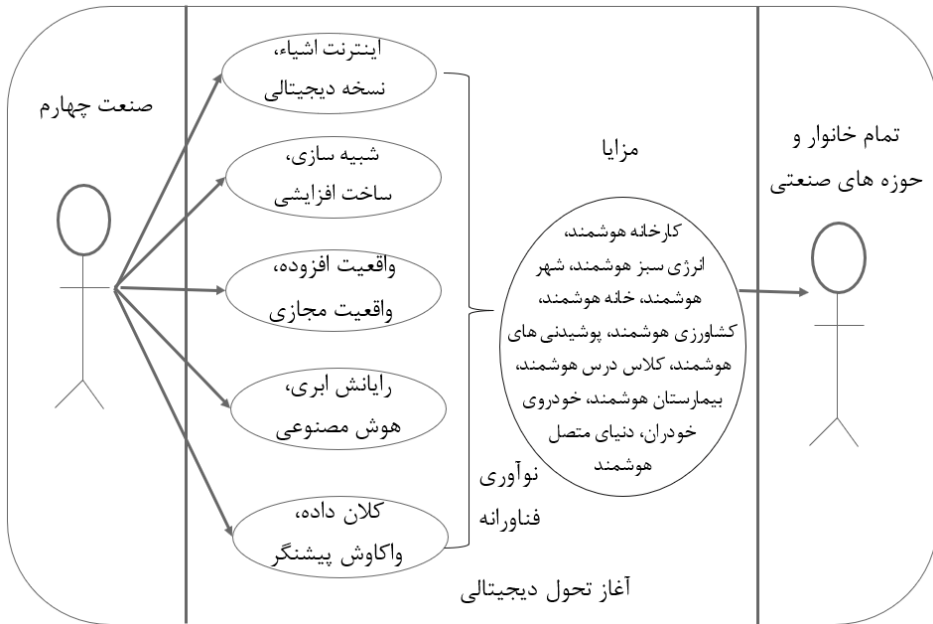 صنعت چهارم
اینترنت اشیاء،
نسخه دیجیتالی
شبیه سازی،
ساخت افزایشی
واقعیت افزوده،
واقعیت مجازی
رایانش ابری،
هوش مصنوعی
کلان داده،
واکاوش پیشنگر
نوآوری
فناورانه
مزایا
کارخانه هوشمند،
انرژی سبز هوشمند، شهر
هوشمند، خانه هوشمند،
کشاورزی هوشمند، پوشیدنی های
هوشمند، کلاس درس هوشمند،
بیمارستان هوشمند، خودروی
خودران، دنیای متصل
هوشمند
تمام خانوار و
حوزه های صنعتی
آغاز تحول دیجیتالی